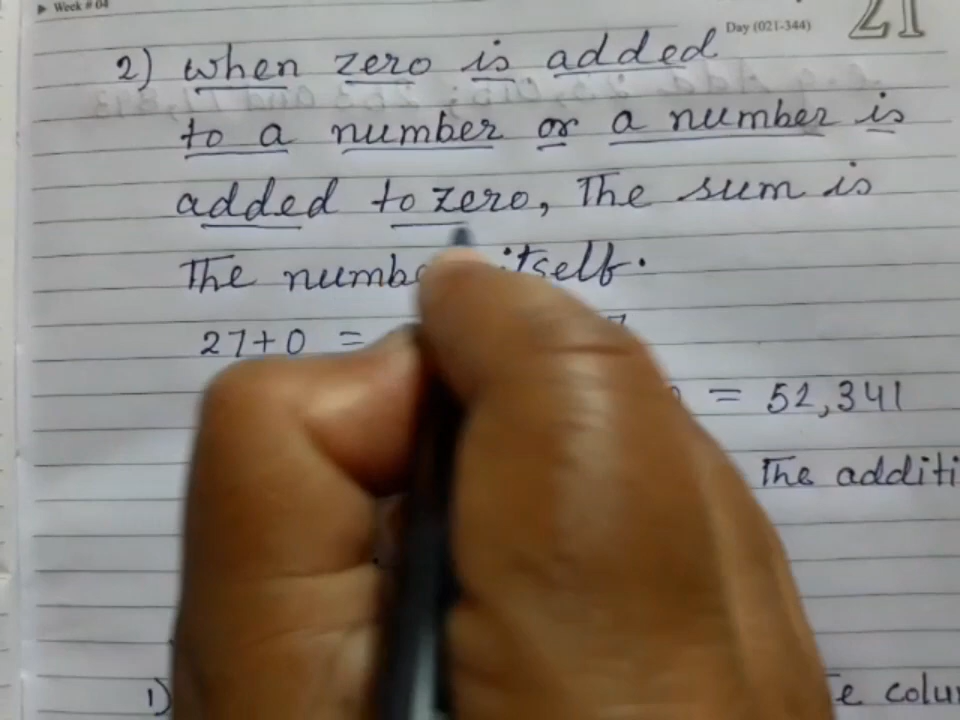 Week # 04
Day (021-344)
21
2) when zero is added
to a number or a number is
added to zero, The sum is
The numbe itself.
27+0 =
= 52,341
The additi
1)
colu